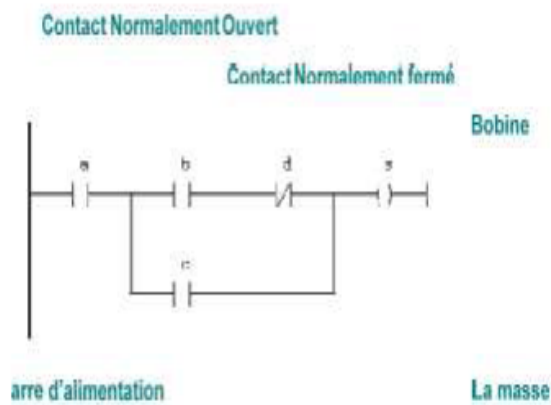 Contact Normalement Ouvert
Contact Normalement fermé
Bobine
a b d s
c
arre d'alimentation La masse